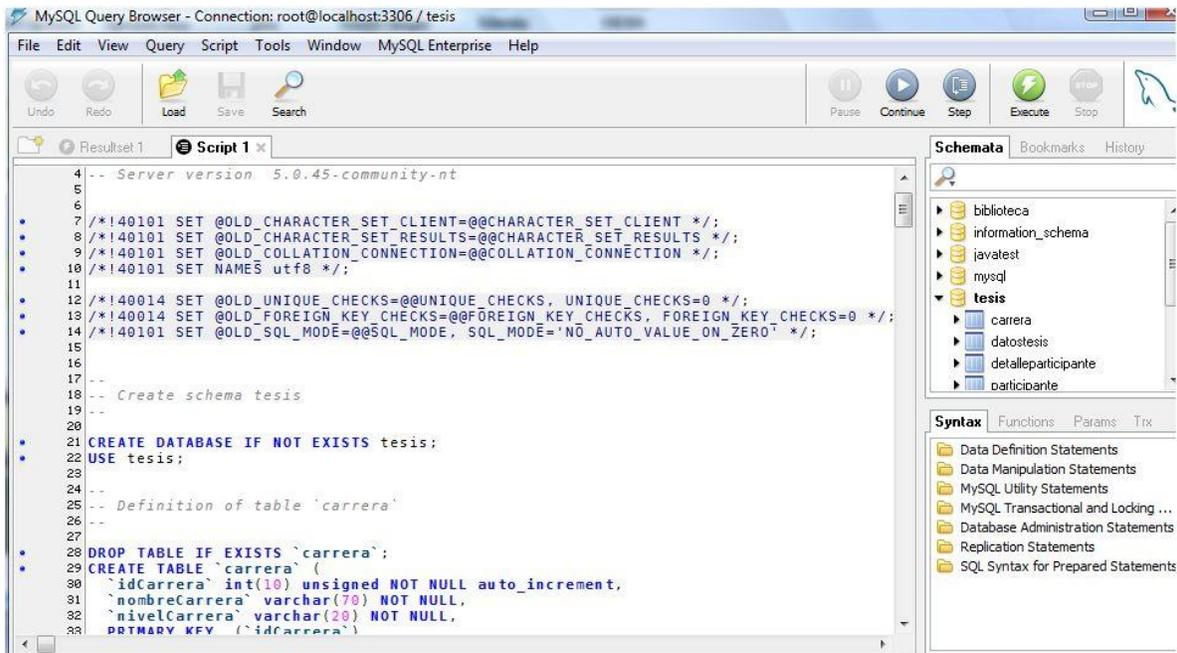 MySQL Query Browser - Connection: root@localhost:3306 / tesis
File Edit View Query Script Tools Window MySQL Enterprise Help
Undo Redo Load Save Search Pause Continue Step Execute Stop
Resultset 1 Script 1
Schemata Bookmarks History
4 -- Server version 5.0.45-community-nt
5
6
7 /*!40101 SET @OLD_CHARACTER_SET_CLIENT=@@CHARACTER_SET_CLIENT */;
8 /*!40101 SET @OLD_CHARACTER_SET_RESULTS=@@CHARACTER_SET_RESULTS */;
9 /*!40101 SET @OLD_COLLATION_CONNECTION=@@COLLATION_CONNECTION */;
10 /*!40101 SET NAMES utf8 */;
11
12 /*!40014 SET @OLD_UNIQUE_CHECKS=@@UNIQUE_CHECKS, UNIQUE_CHECKS=0 */;
13 /*!40014 SET @OLD_FOREIGN_KEY_CHECKS=@@FOREIGN_KEY_CHECKS, FOREIGN_KEY_CHECKS=0 */;
14 /*!40101 SET @OLD_SQL_MODE=@@SQL_MODE, SQL_MODE='NO_AUTO_VALUE_ON_ZERO' */;
15
16
17 --
18 -- Create schema tesis
19 --
20
21 CREATE DATABASE IF NOT EXISTS tesis;
22 USE tesis;
23
24 --
25 -- Definition of table `carrera`
26 --
27
28 DROP TABLE IF EXISTS `carrera`;
29 CREATE TABLE `carrera` (
30 `idCarrera` int(10) unsigned NOT NULL auto_increment,
31 `nombreCarrera` varchar(70) NOT NULL,
32 `nivelCarrera` varchar(20) NOT NULL,
33 PRIMARY KEY (`idCarrera`)
biblioteca
information_schema
javatest
mysql
tesis
carrera
datostesis
detalleparticipante
participante
Syntax Functions Params Trx
Data Definition Statements
Data Manipulation Statements
MySQL Utility Statements
MySQL Transactional and Locking ...
Database Administration Statements
Replication Statements
SQL Syntax for Prepared Statements